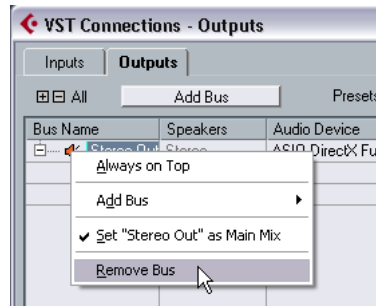 VST Connections - Outputs
Inputs Outputs
All Add Bus Presets
Bus Name Speakers Audio Device
Stereo Out Stereo ASIO DirectX Fu
Always on Top
Add Bus
Set "Stereo Out" as Main Mix
Remove Bus